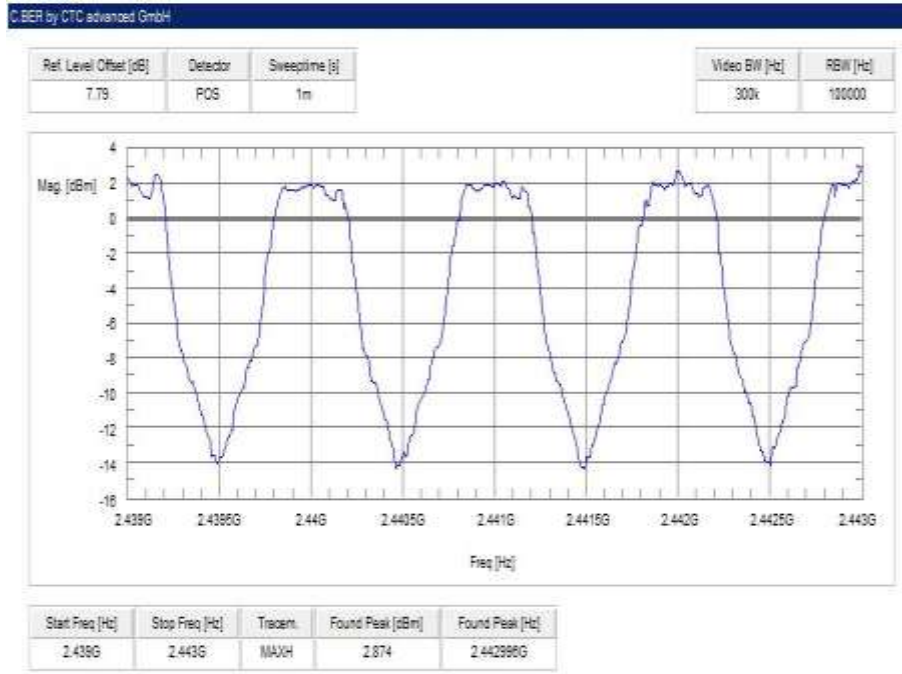 C.BER by CTC advanced GmbH
Ref. Level Offset [dB] Detector Sweeptime [s] Video BW [Hz] RBW [Hz]
7.79 POS 1m 300k 100000
4
Mag. [dBm] 2
0
-2
-4
-6
-8
-10
-12
-14
-16
2.439G 2.4395G 2.44G 2.4405G 2.441G 2.4415G 2.442G 2.4425G 2.443G
Freq [Hz]
Start Freq [Hz] Stop Freq [Hz] Tracem. Found Peak [dBm] Found Peak [Hz]
2.439G 2.443G MAXH 2.874 2.442996G